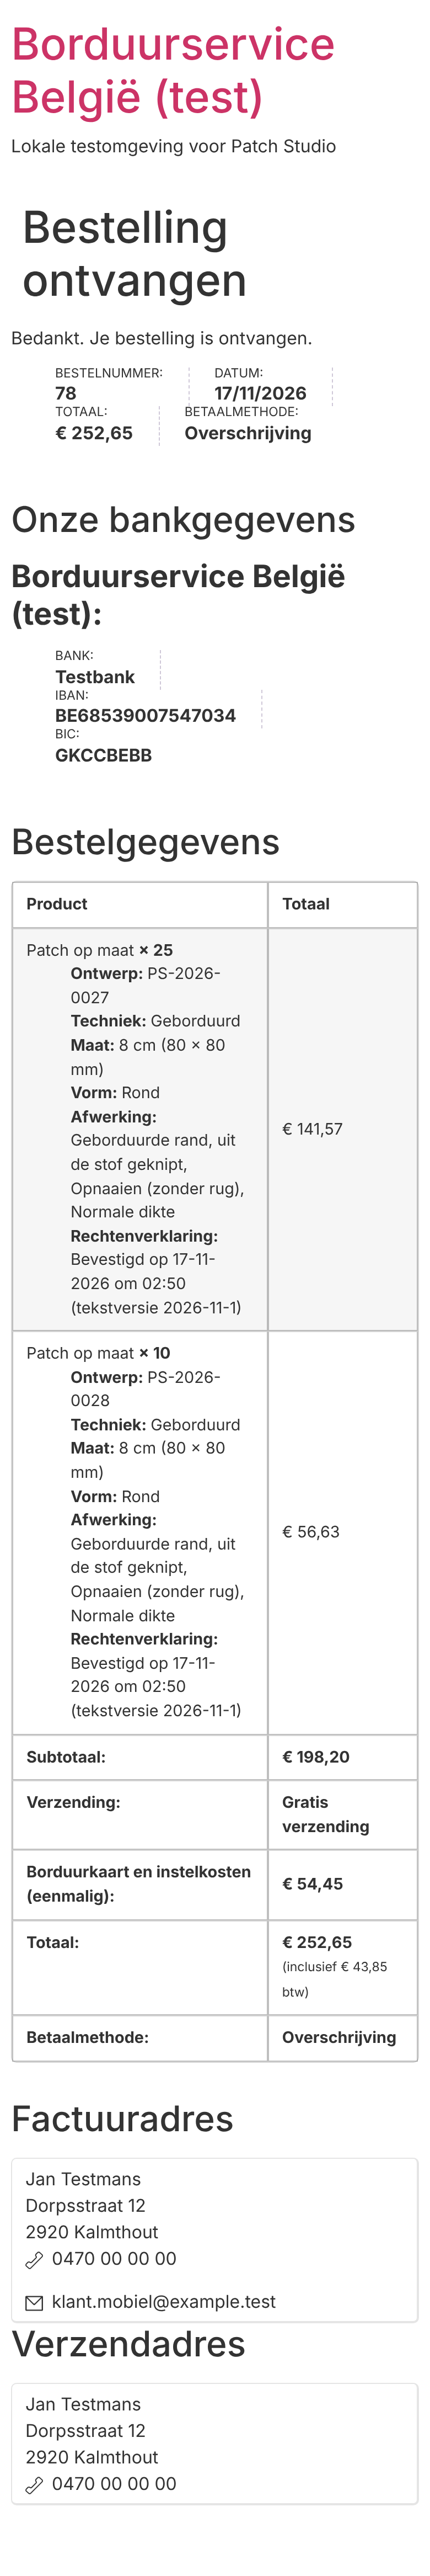 Borduurservice
België (test)
Lokale testomgeving voor Patch Studio
Bestelling
ontvangen
Bedankt. Je bestelling is ontvangen.
BESTELNUMMER:
78
DATUM:
17/11/2026
TOTAAL:
€ 252,65
BETAALMETHODE:
Overschrijving
Onze bankgegevens
Borduurservice België
(test):
BANK:
Testbank
IBAN:
BE68539007547034
BIC:
GKCCBEBB
Bestelgegevens
Product
Totaal
Patch op maat × 25
Ontwerp: PS-2026-
0027
Techniek: Geborduurd
Maat: 8 cm (80 × 80
mm)
Vorm: Rond
Afwerking:
Geborduurde rand, uit
de stof geknipt,
Opnaaien (zonder rug),
Normale dikte
Rechtenverklaring:
Bevestigd op 17-11-
2026 om 02:50
(tekstversie 2026-11-1)
€ 141,57
Patch op maat × 10
Ontwerp: PS-2026-
0028
Techniek: Geborduurd
Maat: 8 cm (80 × 80
mm)
Vorm: Rond
Afwerking:
Geborduurde rand, uit
de stof geknipt,
Opnaaien (zonder rug),
Normale dikte
Rechtenverklaring:
Bevestigd op 17-11-
2026 om 02:50
(tekstversie 2026-11-1)
€ 56,63
Subtotaal:
€ 198,20
Verzending:
Gratis
verzending
Borduurkaart en instelkosten
(eenmalig):
€ 54,45
Totaal:
€ 252,65
(inclusief € 43,85
btw)
Betaalmethode:
Overschrijving
Factuuradres
Jan Testmans
Dorpsstraat 12
2920 Kalmthout
0470 00 00 00
klant.mobiel@example.test
Verzendadres
Jan Testmans
Dorpsstraat 12
2920 Kalmthout
0470 00 00 00